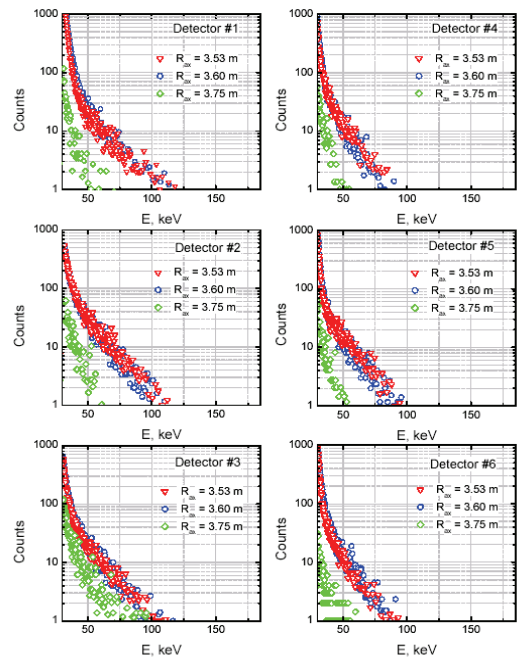 Detector #1
R_ax = 3.53 m
R_ax = 3.60 m
R_ax = 3.75 m
1000
100
10
1
Counts
50
100
150
E, keV
Detector #4
R_ax = 3.53 m
R_ax = 3.60 m
R_ax = 3.75 m
1000
100
10
1
Counts
50
100
150
E, keV
Detector #2
R_ax = 3.53 m
R_ax = 3.60 m
R_ax = 3.75 m
1000
100
10
1
Counts
50
100
150
E, keV
Detector #5
R_ax = 3.53 m
R_ax = 3.60 m
R_ax = 3.75 m
1000
100
10
1
Counts
50
100
150
E, keV
Detector #3
R_ax = 3.53 m
R_ax = 3.60 m
R_ax = 3.75 m
1000
100
10
1
Counts
50
100
150
E, keV
Detector #6
R_ax = 3.53 m
R_ax = 3.60 m
R_ax = 3.75 m
1000
100
10
1
Counts
50
100
150
E, keV